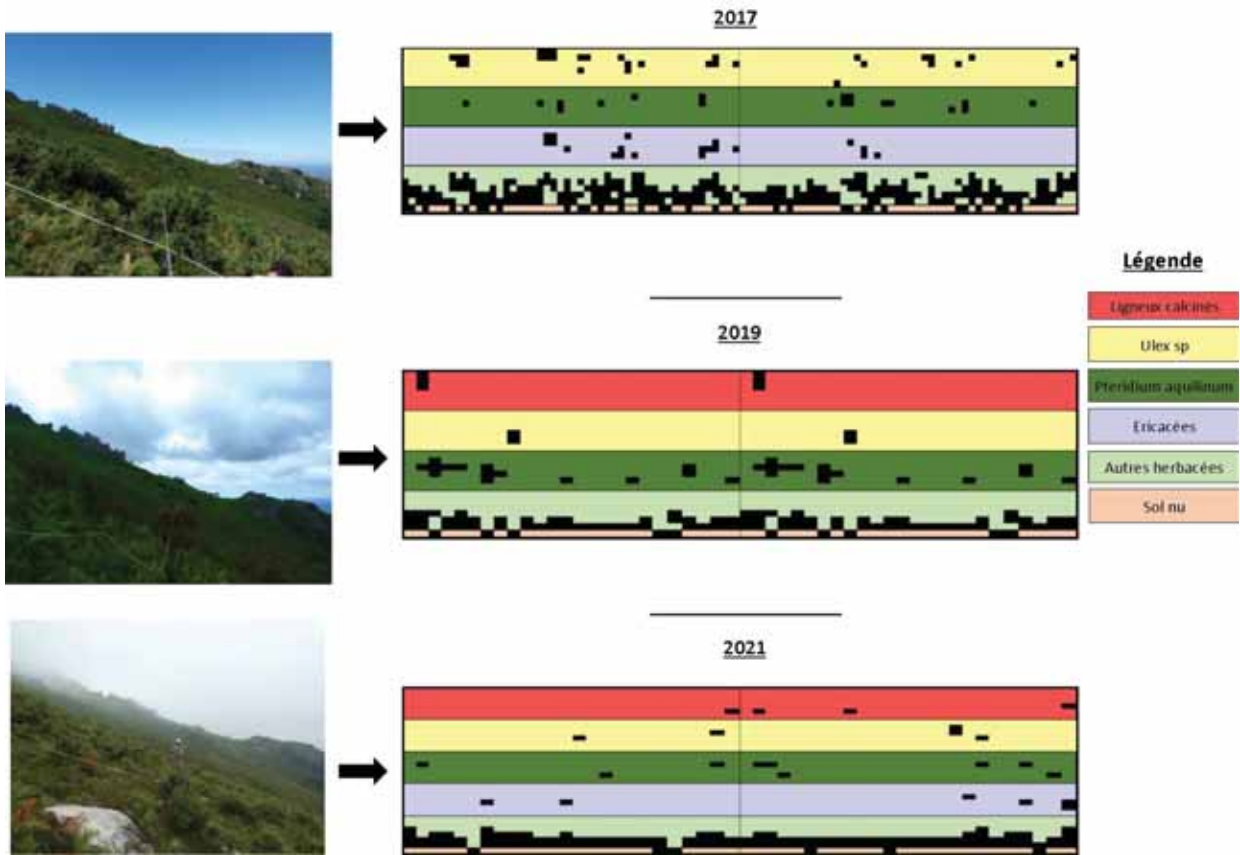 2017
Légende
Ligneux calcinés
Ulex sp
Pteridium aquilinum
Ericacées
Autres herbacées
Sol nu
2019
2021